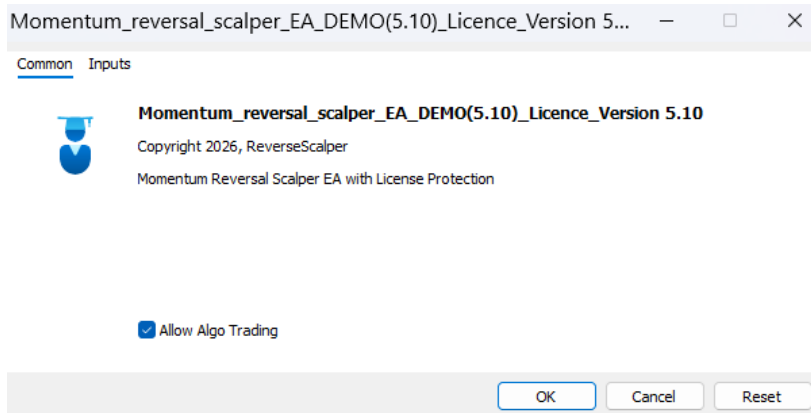 Momentum_reversal_scalper_EA_DEMO(5.10)_Licence_Version 5...
Common Inputs
Momentum_reversal_scalper_EA_DEMO(5.10)_Licence_Version 5.10
Copyright 2026, ReverseScalper
Momentum Reversal Scalper EA with License Protection
Allow Algo Trading
OK Cancel Reset